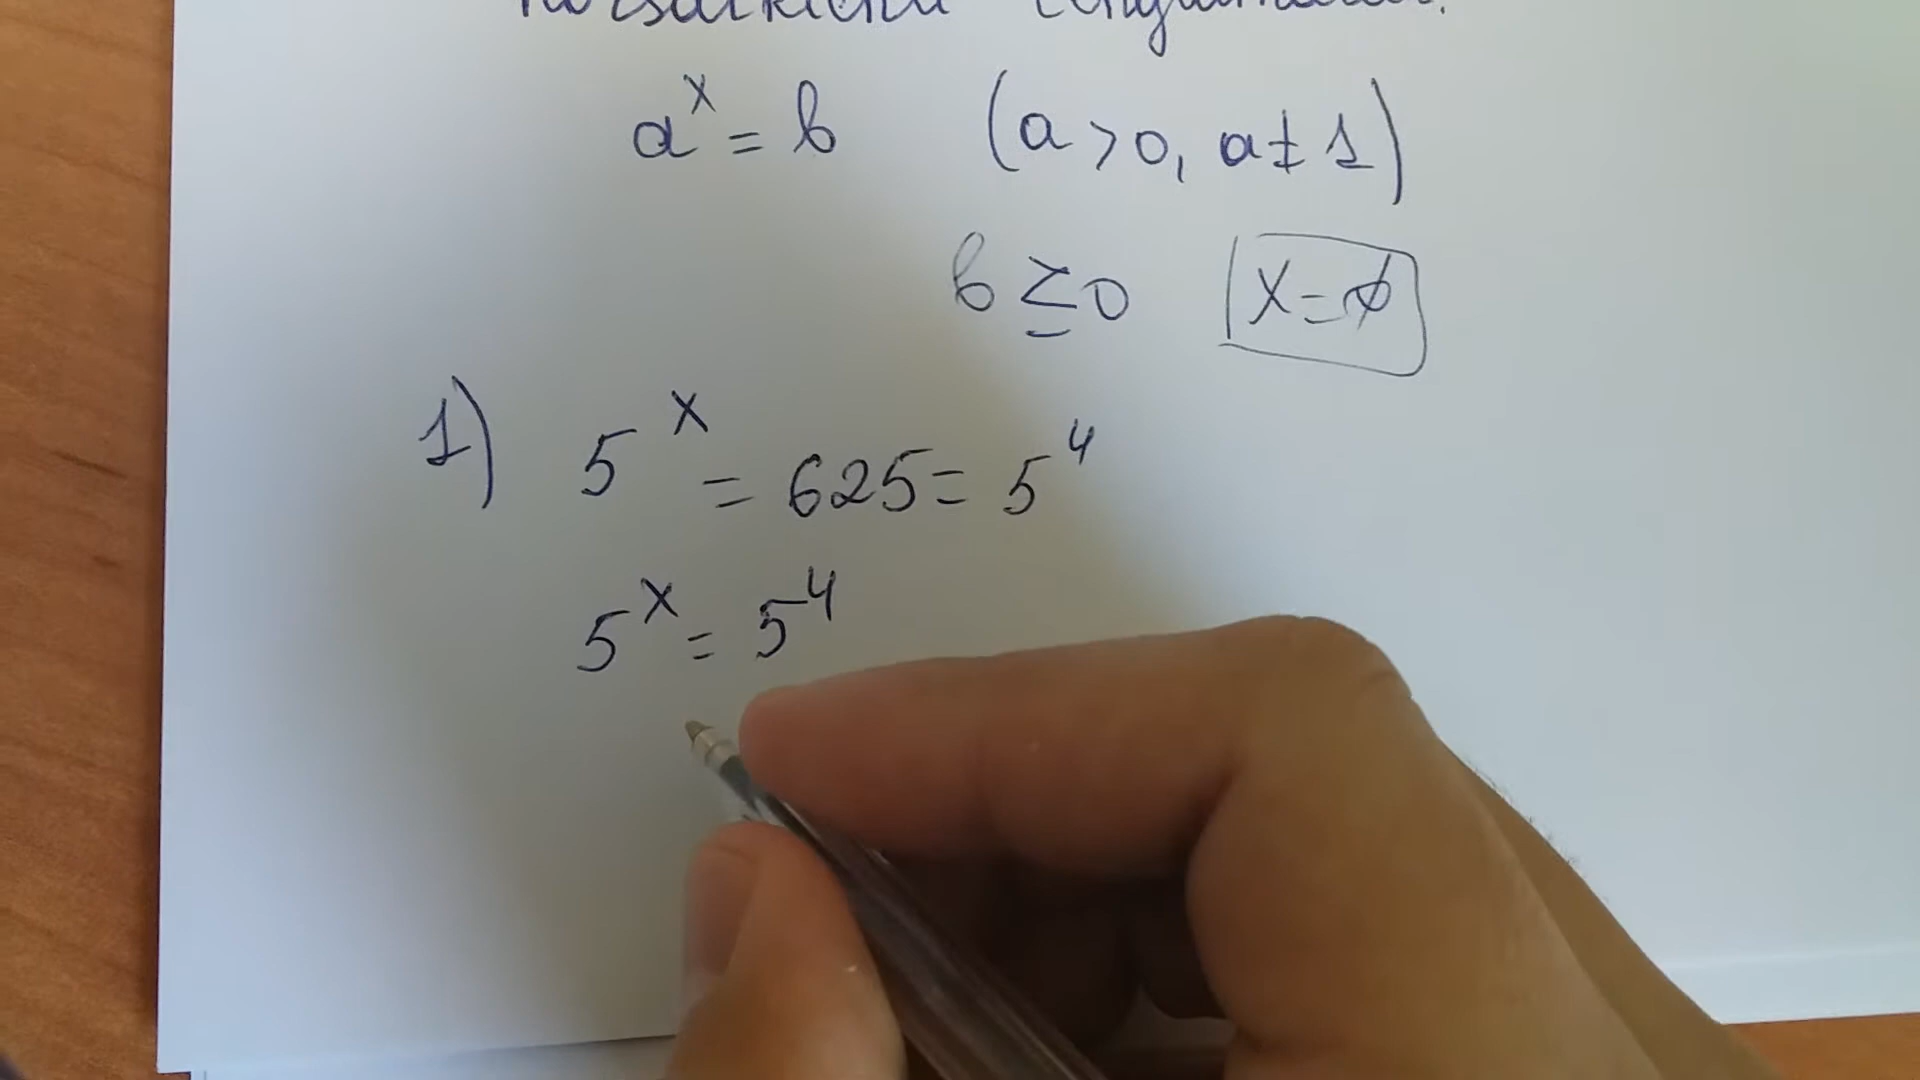 a^x = b (a > 0, a ≠ 1)
b ≥ 0 x = ∅
1) 5^x = 625 = 5^4
5^x = 5^4